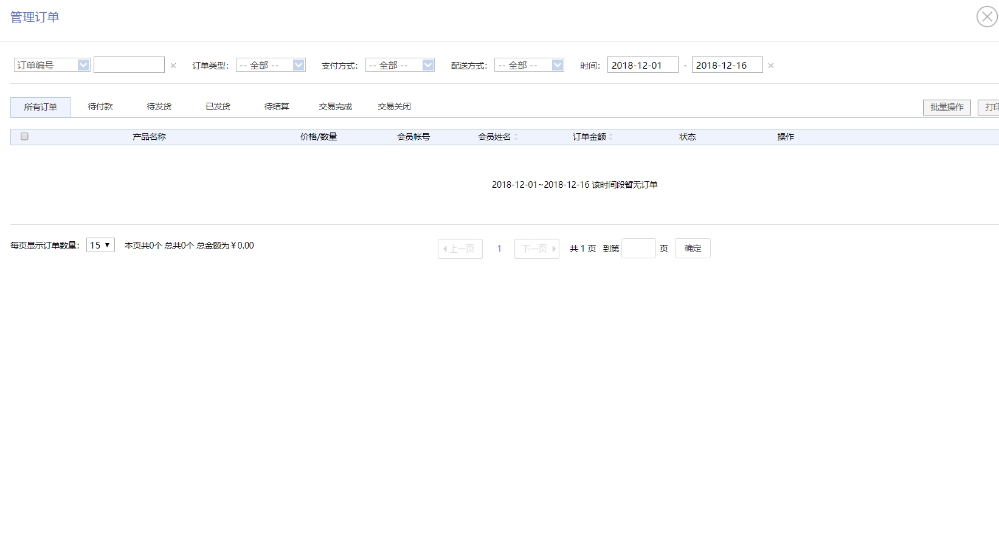 管理订单
订单编号 订单类型: -- 全部 -- 支付方式: -- 全部 -- 配送方式: -- 全部 -- 时间: 2018-12-01 - 2018-12-16
所有订单 待付款 待发货 已发货 待结算 交易完成 交易关闭 批量操作 打印
产品名称 价格/数量 会员帐号 会员姓名 订单金额 状态 操作
2018-12-01~2018-12-16 该时间段暂无订单
每页显示订单数量: 15 本页共0个 总共0个 总金额为￥0.00 上一页 1 下一页 共 1 页 到第 页 确定